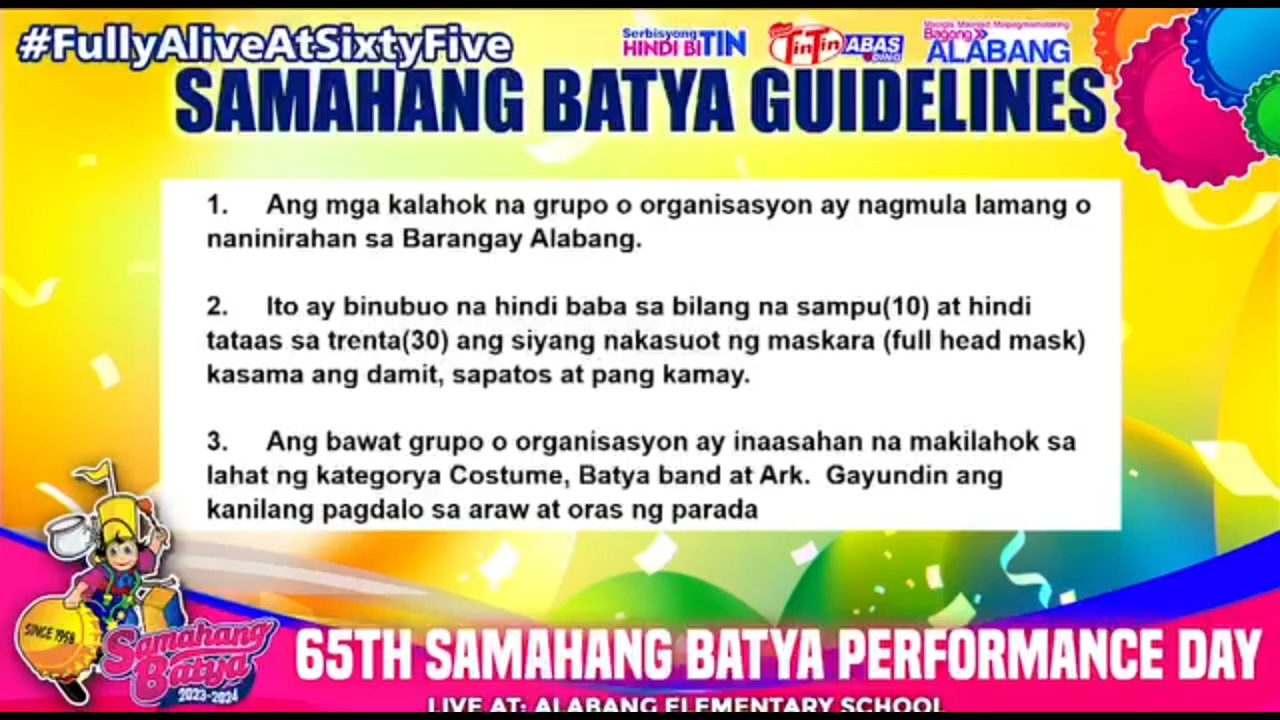 #FullyAliveAtSixtyFive
Serbisyong
HINDI BITIN
TinTin
ABAS
DING
Bagong
ALABANG
SAMAHANG BATYA GUIDELINES
1. Ang mga kalahok na grupo o organisasyon ay nagmula lamang o
naninirahan sa Barangay Alabang.
2. Ito ay binubuo na hindi baba sa bilang na sampu(10) at hindi
tataas sa trenta(30) ang siyang nakasuot ng maskara (full head mask)
kasama ang damit, sapatos at pang kamay.
3. Ang bawat grupo o organisasyon ay inaasahan na makilahok sa
lahat ng kategorya Costume, Batya band at Ark. Gayundin ang
kanilang pagdalo sa araw at oras ng parada
SINCE 1958
Samahang
Batya
2023-2024
65TH SAMAHANG BATYA PERFORMANCE DAY
LIVE AT: ALABANG ELEMENTARY SCHOOL